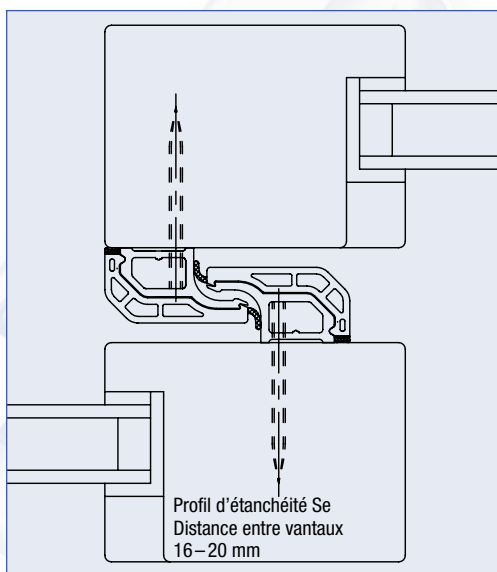 Profil d’étanchéité Se
Distance entre vantaux
16 – 20 mm